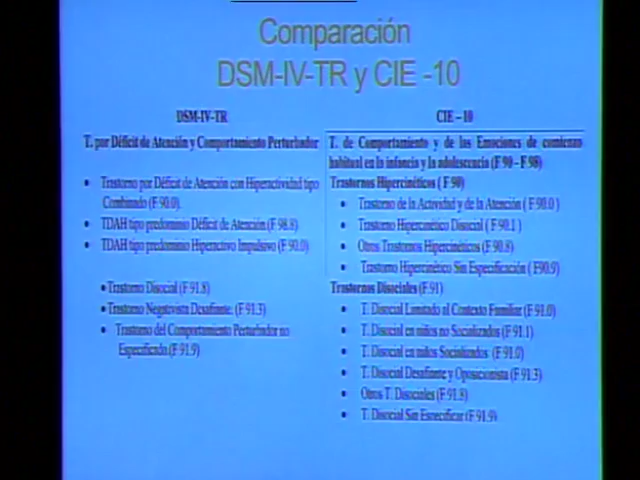 Comparación
DSM-IV-TR y CIE -10
DSM-IV-TR
T. por Déficit de Atención y Comportamiento Perturbador
• Trastorno por Déficit de Atención con Hiperactividad tipo
Combinado (F 90.0).
• TDAH tipo predominio Déficit de Atención (F 98.8)
• TDAH tipo predominio Hiperactivo Impulsivo (F 90.0)
• Trastorno Disocial (F 91.8)
• Trastorno Negativista Desafiante. (F 91.3)
• Trastorno del Comportamiento Perturbador no
Especificado.(F 91.9)
CIE – 10
T. de Comportamiento y de las Emociones de comienzo
habitual en la infancia y la adolescencia (F 90 – F 98)
Trastornos Hipercinéticos ( F 90)
• Trastorno de la Actividad y de la Atención ( F 90.0 )
• Trastorno Hipercinético Disocial ( F 90.1 )
• Otros Trastornos Hipercinéticos (F 90.8)
• Trastorno Hipercinético Sin Especificación ( F90.9)
Trastornos Disociales (F 91)
• T. Disocial Limitado al Contexto Familiar (F 91.0)
• T. Disocial en niños no Socializados (F 91.1)
• T. Disocial en niños Socializados (F 91.0)
• T. Disocial Desafiante y Oposicionista (F 91.3)
• Otros T. Disociales (F 91.8)
• T. Disocial Sin Especificar (F 91.9)